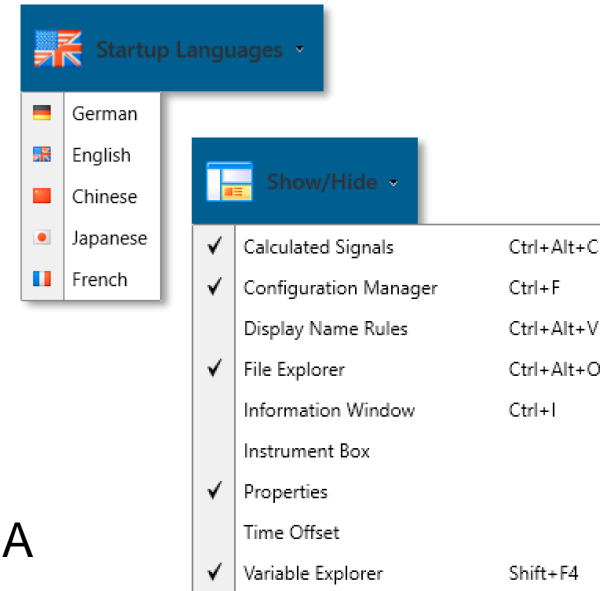 Startup Languages
German
English
Chinese
Japanese
French
Show/Hide
Calculated Signals Ctrl+Alt+C
Configuration Manager Ctrl+F
Display Name Rules Ctrl+Alt+V
File Explorer Ctrl+Alt+O
Information Window Ctrl+I
Instrument Box
Properties
Time Offset
Variable Explorer Shift+F4
A